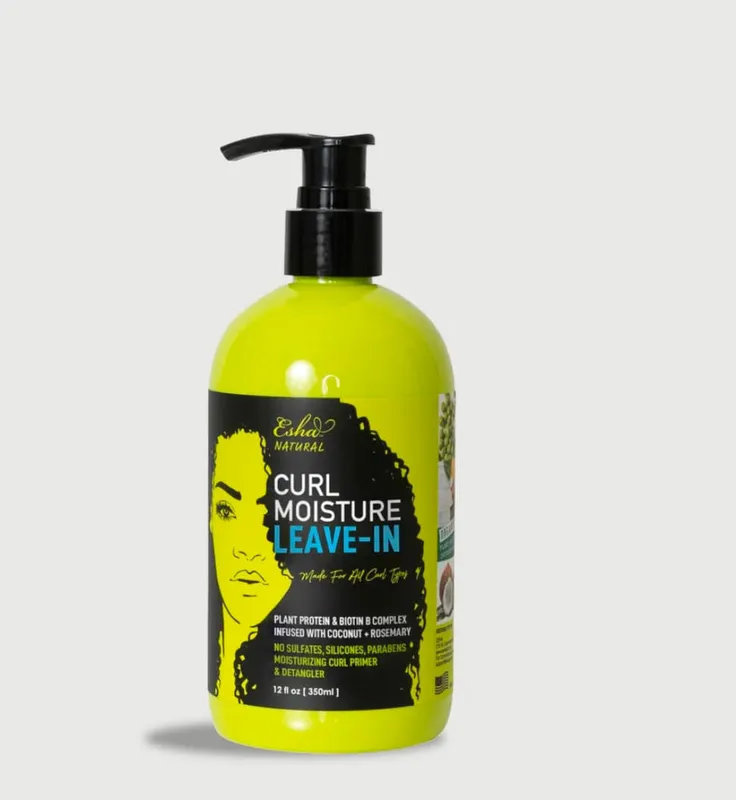 Esha
NATURAL
CURL
MOISTURE
LEAVE-IN
Made For All Curl Types
PLANT PROTEIN & BIOTIN B COMPLEX
INFUSED WITH COCONUT + ROSEMARY
NO SULFATES, SILICONES, PARABENS
MOISTURIZING CURL PRIMER
& DETANGLER
12 fl oz [ 350ml ]